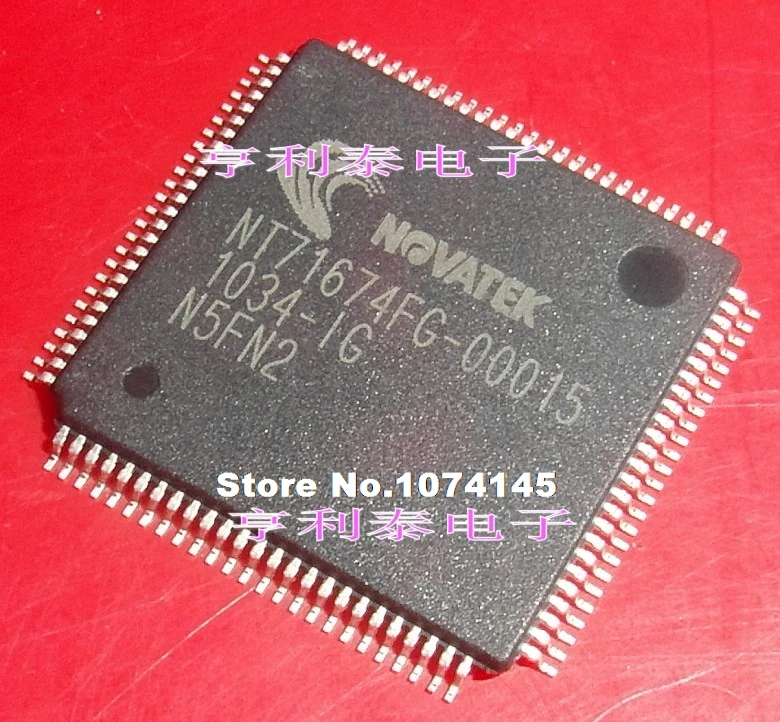 亨利泰电子
NOVATEK
NT71674FG-00015
1034-IG
N5FN2
Store No.1074145
亨利泰电子